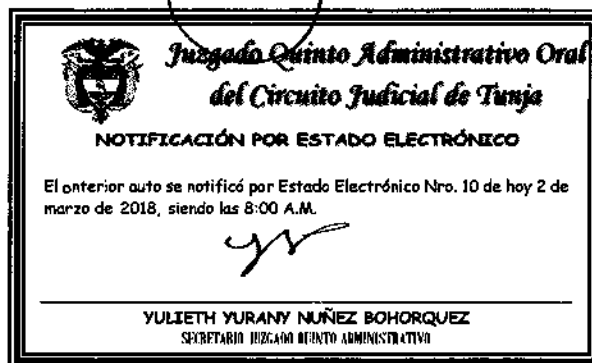 Juzgado Quinto Administrativo Oral
del Circuito Judicial de Tunja
NOTIFICACIÓN POR ESTADO ELECTRÓNICO
El anterior auto se notificó por Estado Electrónico Nro. 10 de hoy 2 de
marzo de 2018, siendo las 8:00 A.M.
YULIETH YURANY NUÑEZ BOHORQUEZ
SECRETARIO JUZGADO QUINTO ADMINISTRATIVO